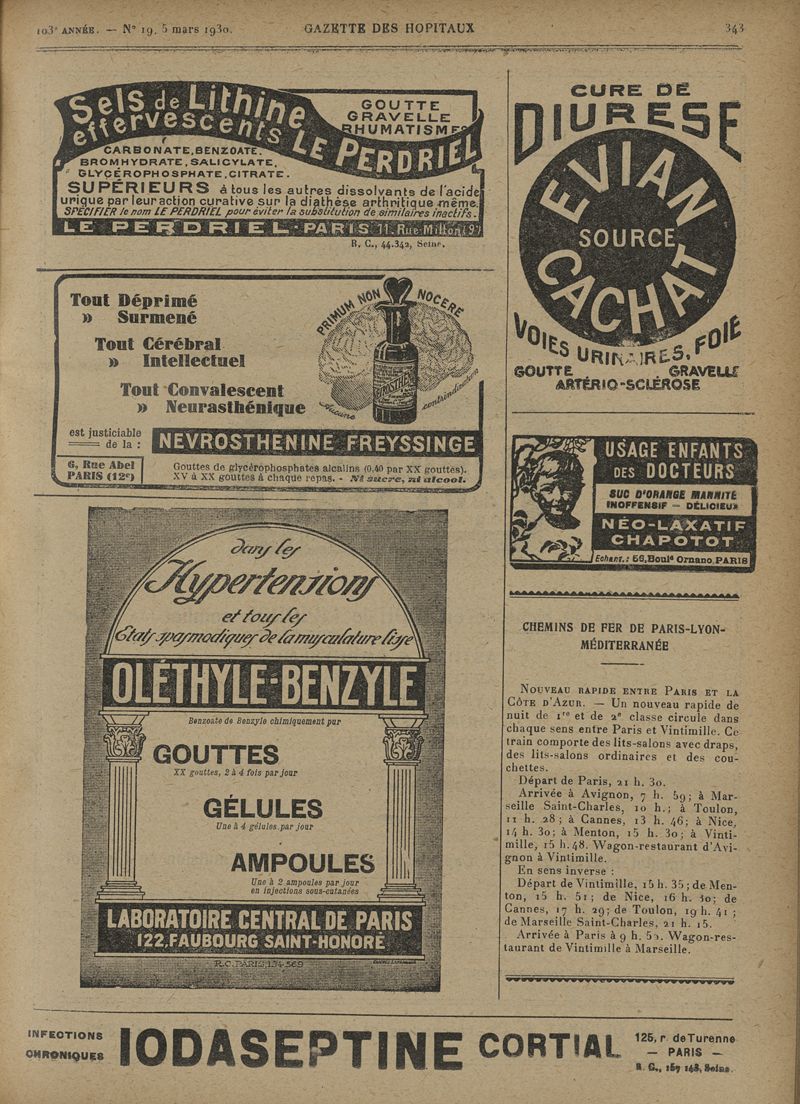 103e ANNÉE. — N° 19. 5 mars 1930.
GAZETTE DES HOPITAUX
343
Sels de Lithine
effervescents LE PERDRIEL
GOUTTE
GRAVELLE
RHUMATISME
CARBONATE, BENZOATE.
BROMHYDRATE, SALICYLATE,
GLYCÉROPHOSPHATE, CITRATE.
SUPÉRIEURS à tous les autres dissolvants de l'acide
urique par leur action curative sur la diathèse arthritique même.
SPÉCIFIER le nom LE PERDRIEL pour éviter la substitution de similaires inactifs.
LE PERDRIEL-PARIS 11. Rue Milton (9e)
R. C., 44.342, Seine.
Tout Déprimé
» Surmené
Tout Cérébral
» Intellectuel
Tout Convalescent
» Neurasthénique
PRIMUM NON NOCERE
Aucune contrindication
NEVROSTHENINE
est justiciable
de la :
NEVROSTHENINE FREYSSINGE
6, Rue Abel
PARIS (12e)
Gouttes de glycérophosphates alcalins (0,40 par XX gouttes).
XV à XX gouttes à chaque repas. - Ni sucre, ni alcool.
dans les
Hypertensions
et tous les
États spasmodiques de la musculature lisse
OLÉTHYLE-BENZYLE
Benzoate de Benzyle chimiquement pur
GOUTTES
XX gouttes, 2 à 4 fois par jour
GÉLULES
Une à 4 gélules par jour
AMPOULES
Une à 2 ampoules par jour
en injections sous-cutanées
LABORATOIRE CENTRAL DE PARIS
122, FAUBOURG SAINT-HONORÉ
R.C. PARIS, 134-369
CURE DE
DIURESE
EVIAN
SOURCE
CACHAT
VOIES URINAIRES, FOIE
GOUTTE GRAVELLE
ARTÉRIO-SCLÉROSE
USAGE ENFANTS
DES DOCTEURS
SUC D'ORANGE MANNITÉ
INOFFENSIF — DÉLICIEUX
NÉO-LAXATIF
CHAPOTOT
Echant.: 56, Bould Ornano, PARIS
CHEMINS DE FER DE PARIS-LYON-
MÉDITERRANÉE
NOUVEAU RAPIDE ENTRE PARIS ET LA
CÔTE D'AZUR. — Un nouveau rapide de
nuit de 1re et de 2e classe circule dans
chaque sens entre Paris et Vintimille. Ce
train comporte des lits-salons avec draps,
des lits-salons ordinaires et des cou-
chettes.
Départ de Paris, 21 h. 30.
Arrivée à Avignon, 7 h. 59; à Mar-
seille Saint-Charles, 10 h.; à Toulon,
11 h. 28; à Cannes, 13 h. 46; à Nice,
14 h. 30; à Menton, 15 h. 30; à Vinti-
mille, 15 h. 48. Wagon-restaurant d'Avi-
gnon à Vintimille.
En sens inverse :
Départ de Vintimille, 15 h. 35; de Men-
ton, 15 h. 51; de Nice, 16 h. 30; de
Cannes, 17 h. 29; de Toulon, 19 h. 41;
de Marseille Saint-Charles, 21 h. 15.
Arrivée à Paris à 9 h. 50. Wagon-res-
taurant de Vintimille à Marseille.
INFECTIONS
CHRONIQUES
IODASEPTINE CORTIAL
125, r. de Turenne
— PARIS —
R. C., 157 148, Seine.